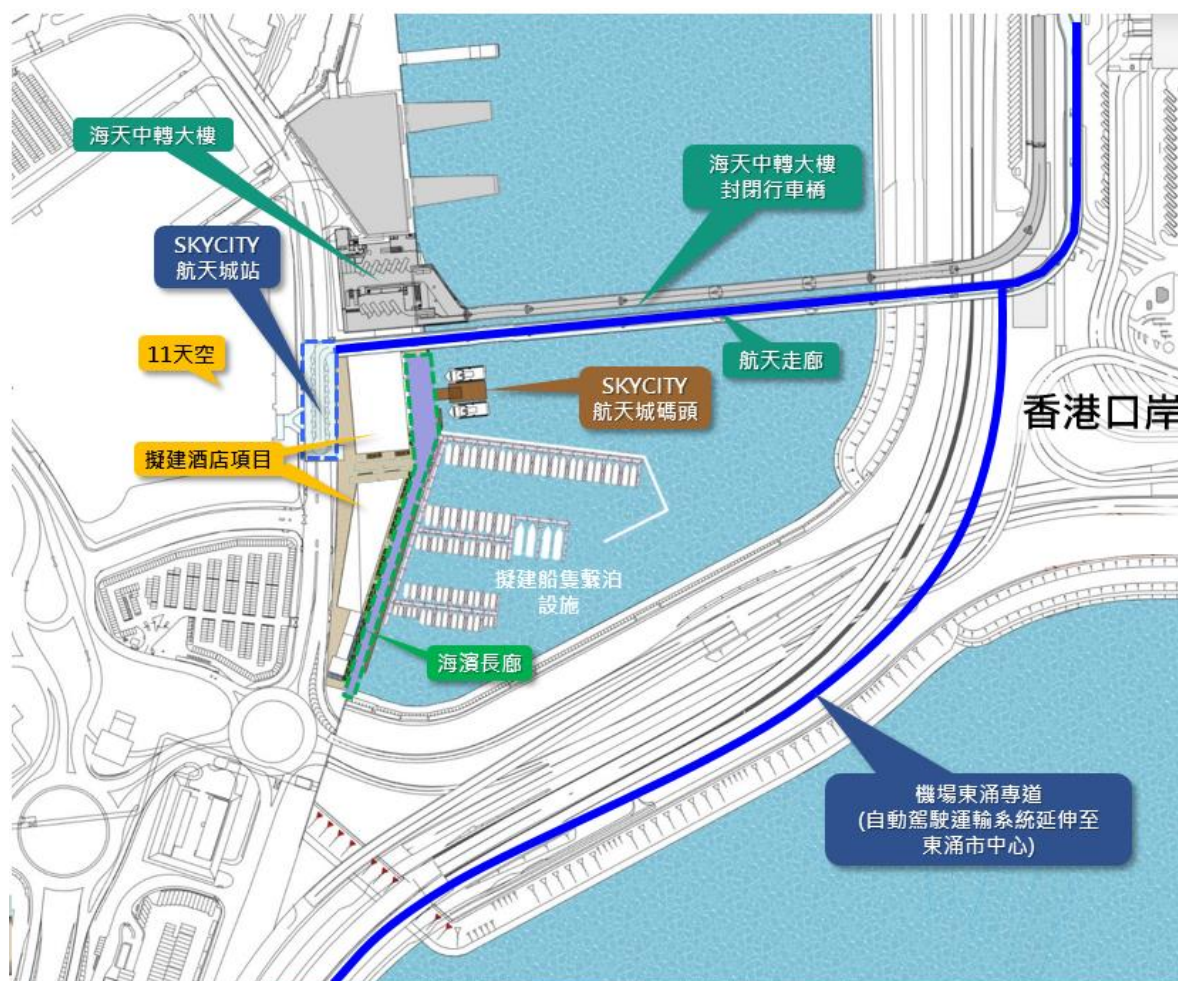 海天中轉大樓
海天中轉大樓
封閉行車橋
SKYCITY
航天城站
11天空
航天走廊
SKYCITY
航天城碼頭
香港口岸
擬建酒店項目
擬建船隻繫泊
設施
海濱長廊
機場東涌專道
(自動駕駛運輸系統延伸至
東涌市中心)